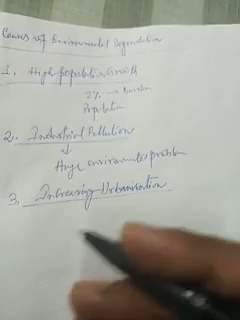 Causes of Environmental Degradation
1. High population Growth
2% → Burden
Population
2. Industrial Pollution
↓
Huge environmental problem
3. Increasing Urbanisation